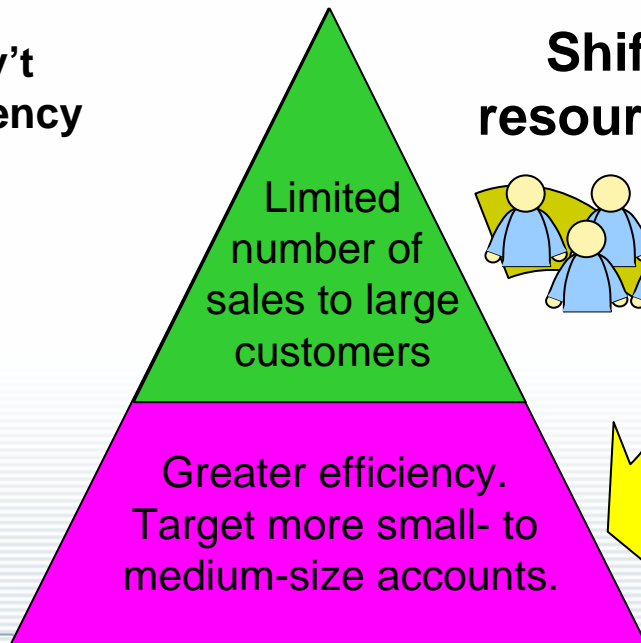 Limited
number of
sales to large
customers
Greater efficiency.
Target more small- to
medium-size accounts.